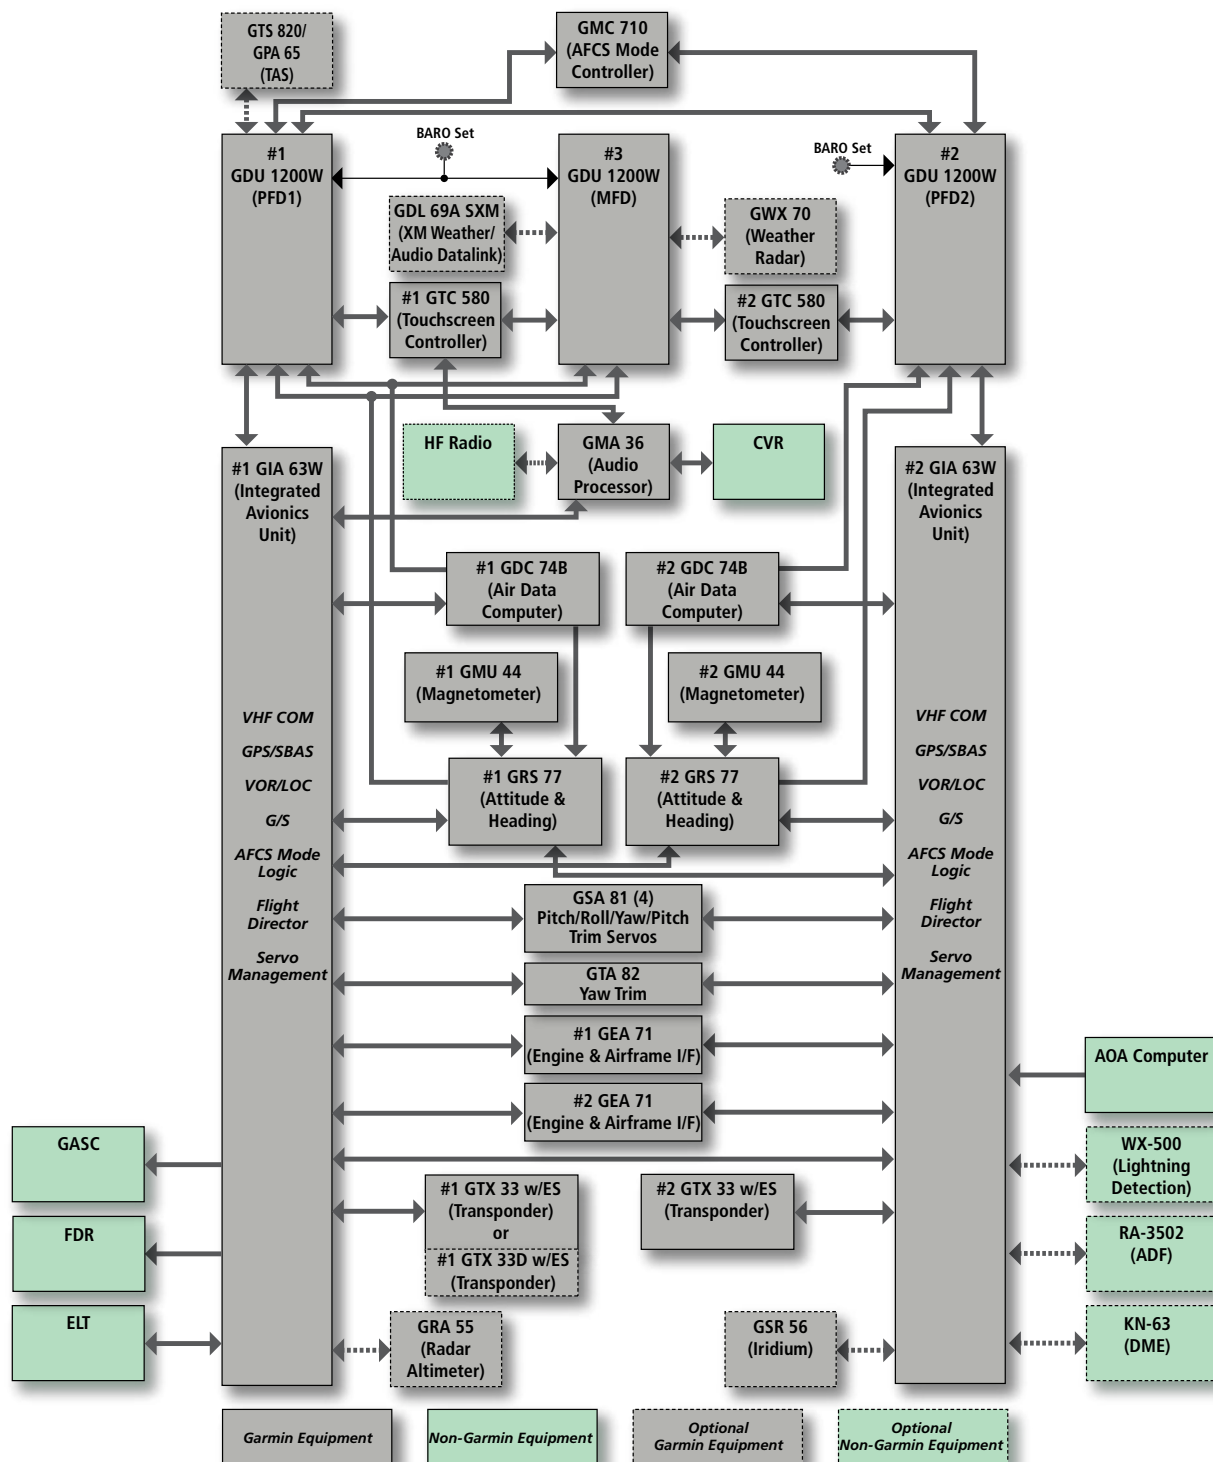 GTS 820/
GPA 65
(TAS)
GMC 710
(AFCS Mode
Controller)
BARO Set
BARO Set
#1
GDU 1200W
(PFD1)
#3
GDU 1200W
(MFD)
#2
GDU 1200W
(PFD2)
GDL 69A SXM
(XM Weather/
Audio Datalink)
GWX 70
(Weather
Radar)
#1 GTC 580
(Touchscreen
Controller)
#2 GTC 580
(Touchscreen
Controller)
HF Radio
GMA 36
(Audio
Processor)
CVR
#1 GIA 63W
(Integrated
Avionics
Unit)
#2 GIA 63W
(Integrated
Avionics
Unit)
#1 GDC 74B
(Air Data
Computer)
#2 GDC 74B
(Air Data
Computer)
#1 GMU 44
(Magnetometer)
#2 GMU 44
(Magnetometer)
VHF COM
GPS/SBAS
VOR/LOC
G/S
AFCS Mode
Logic
Flight
Director
Servo
Management
VHF COM
GPS/SBAS
VOR/LOC
G/S
AFCS Mode
Logic
Flight
Director
Servo
Management
#1 GRS 77
(Attitude &
Heading)
#2 GRS 77
(Attitude &
Heading)
GSA 81 (4)
Pitch/Roll/Yaw/Pitch
Trim Servos
GTA 82
Yaw Trim
#1 GEA 71
(Engine & Airframe I/F)
#2 GEA 71
(Engine & Airframe I/F)
AOA Computer
GASC
WX-500
(Lightning
Detection)
#1 GTX 33 w/ES
(Transponder)
or
#1 GTX 33D w/ES
(Transponder)
#2 GTX 33 w/ES
(Transponder)
FDR
RA-3502
(ADF)
ELT
GRA 55
(Radar
Altimeter)
GSR 56
(Iridium)
KN-63
(DME)
Garmin Equipment
Non-Garmin Equipment
Optional
Garmin Equipment
Optional
Non-Garmin Equipment